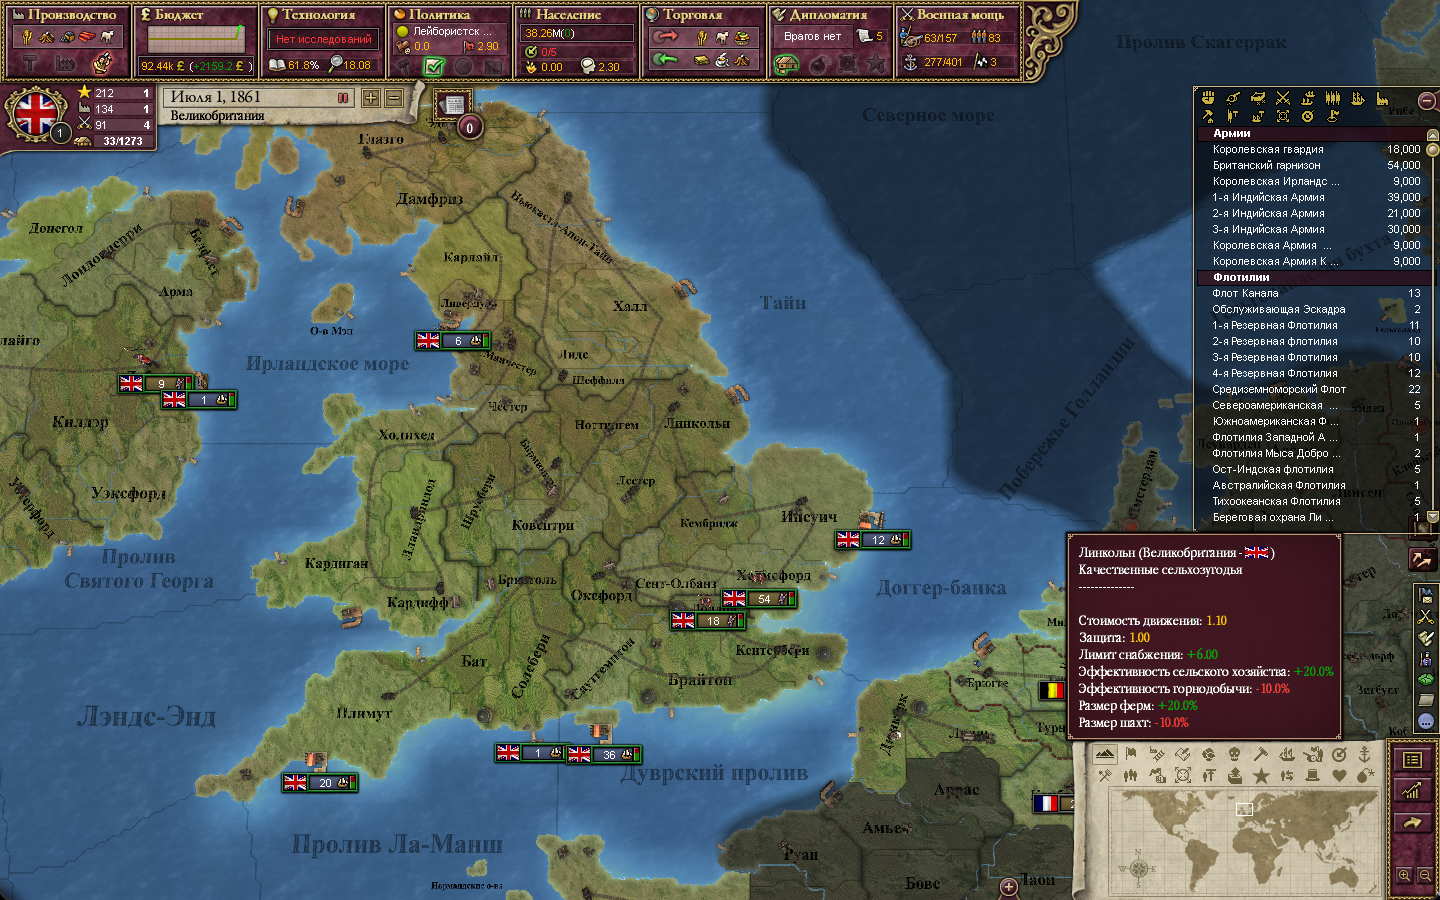 Производство
Бюджет
Технология
Политика
Население
Торговля
Дипломатия
Военная мощь
92.44k £ (+2159.2 £ )
Нет исследований
61.8%
18.08
Лейбористск ...
0.0
2.90
38.26M(0)
0/5
0.00
2.30
Врагов нет
5
63/157
83
277/401
3
212 1
134 1
91 4
33/1273
1
Июля 1, 1861
Великобритания
0
Армии
Королевская гвардия 18,000
Британский гарнизон 54,000
Королевская Ирландс ... 9,000
1-я Индийская Армия 39,000
2-я Индийская Армия 21,000
3-я Индийская Армия 30,000
Королевская Армия ... 9,000
Королевская Армия К ... 9,000
Флотилии
Флот Канала 13
Обслуживающая Эскадра 2
1-я Резервная Флотилия 11
2-я Резервная флотилия 10
3-я Резервная Флотилия 10
4-я Резервная Флотилия 12
Средиземноморский Флот 22
Североамериканская ... 5
Южноамериканская Ф ... 1
Флотилия Западной А ... 1
Флотилия Мыса Добро ... 2
Ост-Индская флотилия 5
Австралийская Флотилия 1
Тихоокеанская Флотилия 5
Береговая охрана Ли ... 1
Пролив Скагеррак
Северное море
Тайн
Побережье Голландии
Ирландское море
Пролив
Святого Георга
Доггер-банка
Лэндс-Энд
Дуврский пролив
Пролив Ла-Манш
Нормандские о-ва
Глазго
Дамфриз
Ньюкасл-Апон-Тайн
Донегол
Лондондерри
Белфаст
Арма
Карлайл
О-в Мэн
Халл
Лидс
Манчестер
Шеффилд
Честер
Холихед
Ноттингем
Линкольн
Килдэр
Уэксфорд
Лестер
Шрусбери
Ковентри
Кембридж
Ипсуич
Кардиган
Кардифф
Бристоль
Оксфорд
Сент-Олбанз
Кентербери
Бат
Солсбери
Саутгемптон
Брайтон
Плимут
Брюгге
Дюнкерк
Аррас
Амье
Руан
Бове
Лаон
6
9
1
12
54
18
1
36
20
Линкольн (Великобритания - )
Качественные сельхозугодья
-------------
Стоимость движения: 1.10
Защита: 1.00
Лимит снабжения: +6.00
Эффективность сельского хозяйства: +20.0%
Эффективность горнодобычи: -10.0%
Размер ферм: +20.0%
Размер шахт: -10.0%